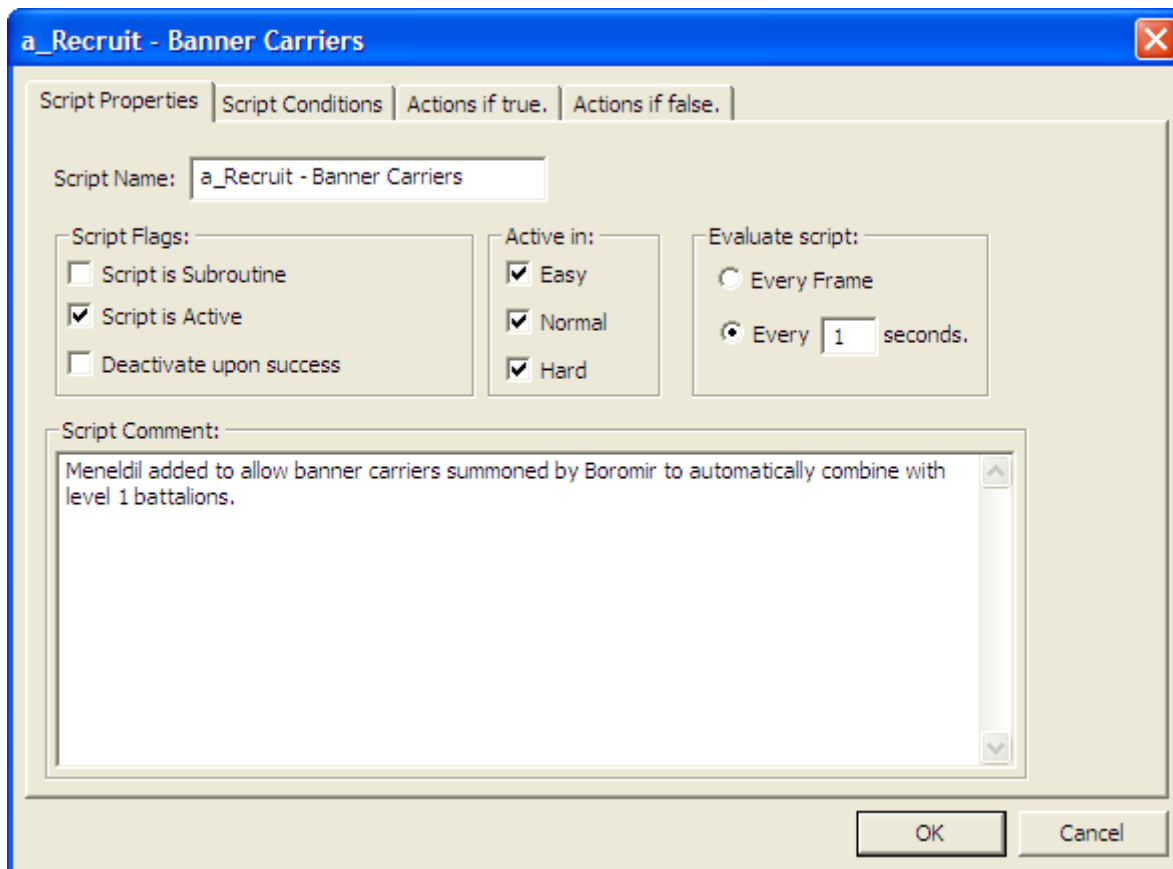 a_Recruit - Banner Carriers
Script Properties Script Conditions Actions if true. Actions if false.
Script Name: a_Recruit - Banner Carriers
Script Flags: Active in: Evaluate script:
Script is Subroutine Easy Every Frame
Script is Active Normal Every 1 seconds.
Deactivate upon success Hard
Script Comment:
Meneldil added to allow banner carriers summoned by Boromir to automatically combine with
level 1 battalions.
OK Cancel